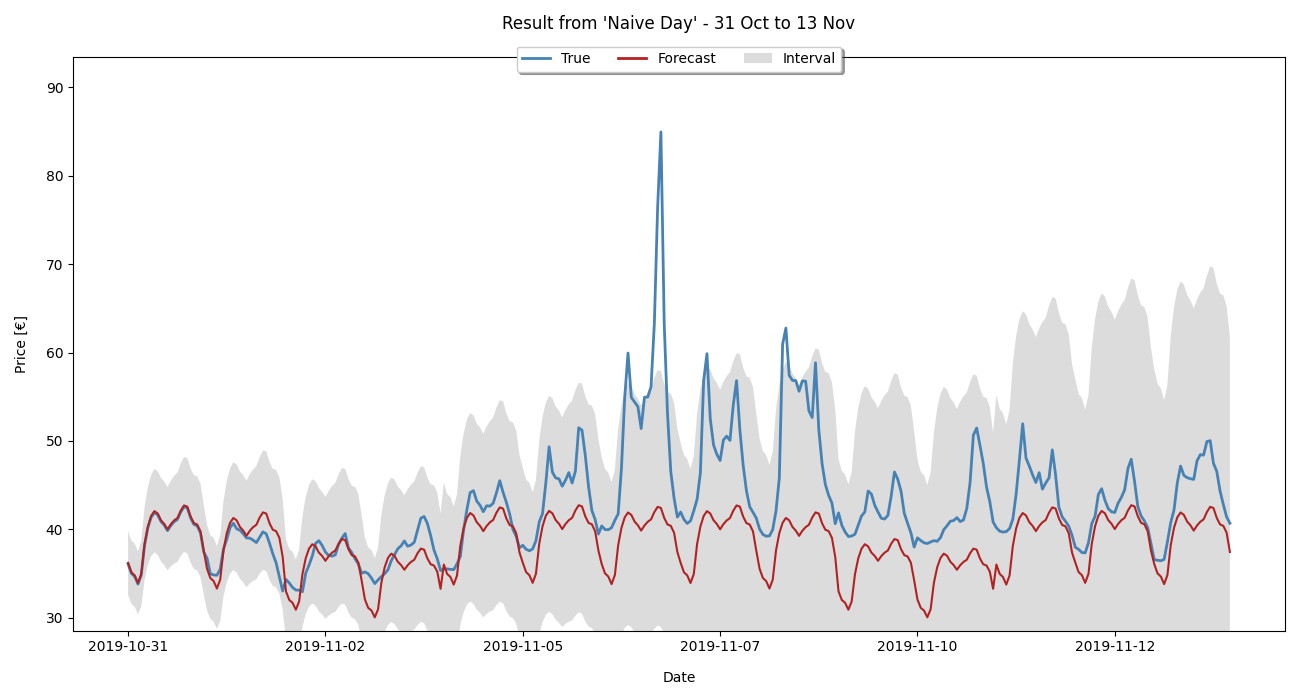 Result from 'Naive Day' - 31 Oct to 13 Nov
True Forecast Interval
90
80
70
60
50
40
30
Price [€]
2019-10-31 2019-11-02 2019-11-05 2019-11-07 2019-11-10 2019-11-12
Date